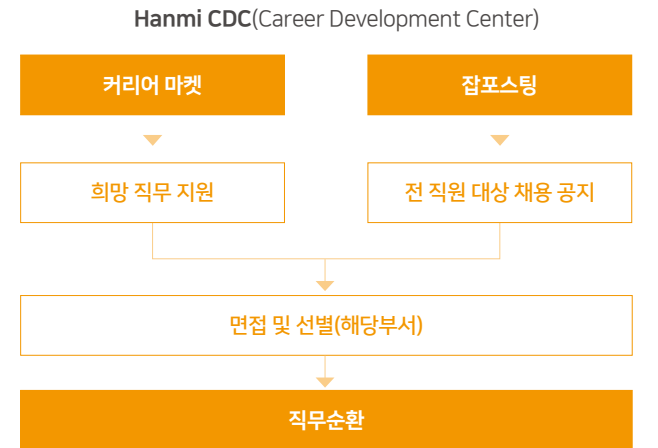 Hanmi CDC(Career Development Center)
커리어 마켓
잡포스팅
희망 직무 지원
전 직원 대상 채용 공지
면접 및 선별(해당부서)
직무순환